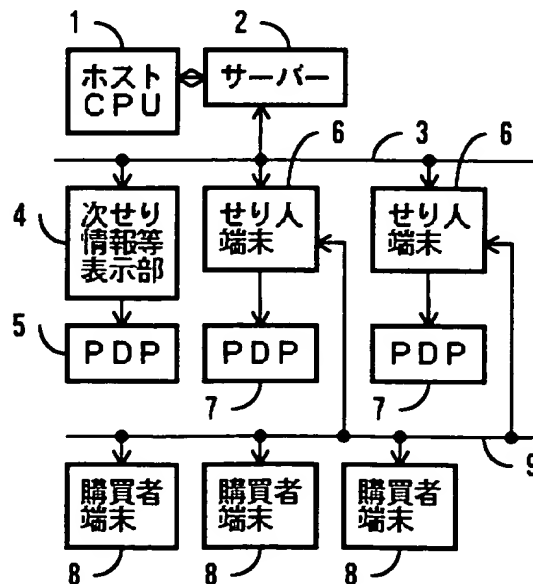 1
2
ホスト
CPU
サーバー
6
3
6
4
次せり
情報等
表示部
せり人
端末
せり人
端末
5
PDP
PDP
PDP
7
7
9
購買者
端末
購買者
端末
購買者
端末
8
8
8